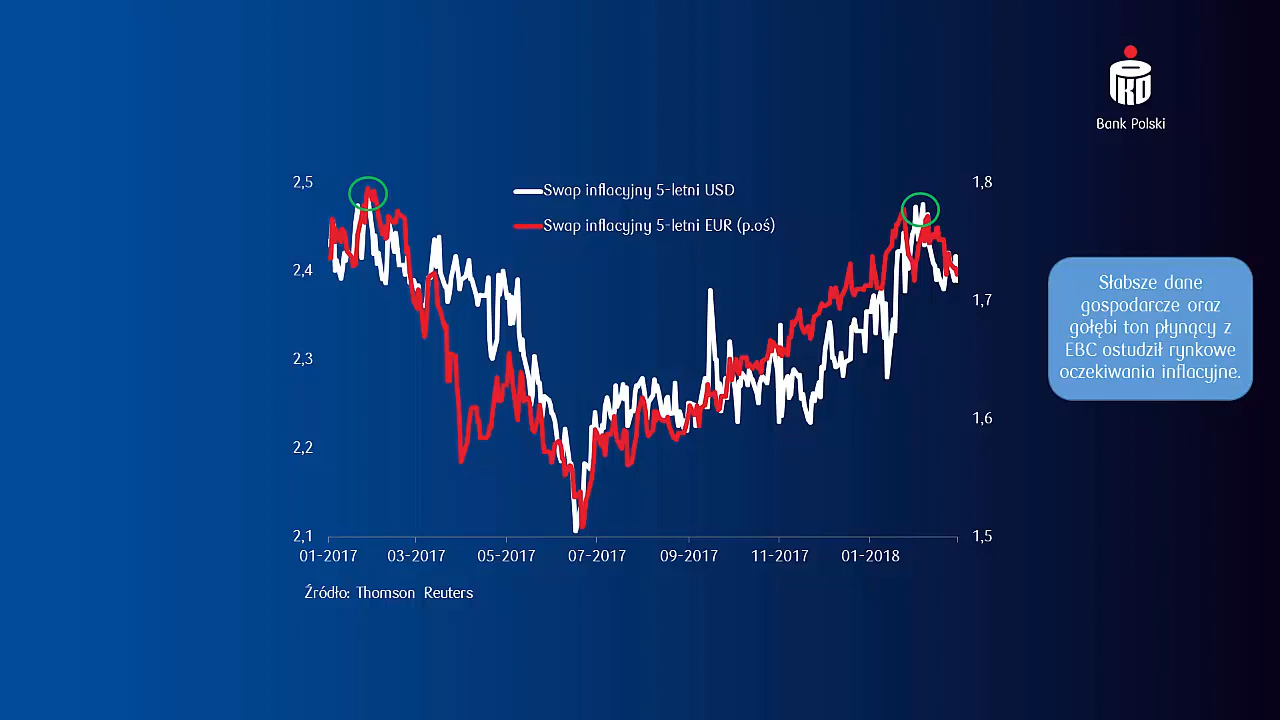 PKO
Bank Polski
2,5
2,4
2,3
2,2
2,1
Swap inflacyjny 5-letni USD
Swap inflacyjny 5-letni EUR (p.oś)
1,8
1,7
1,6
1,5
01-2017 03-2017 05-2017 07-2017 09-2017 11-2017 01-2018
Słabsze dane
gospodarcze oraz
gołębi ton płynący z
EBC ostudził rynkowe
oczekiwania inflacyjne.
Źródło: Thomson Reuters